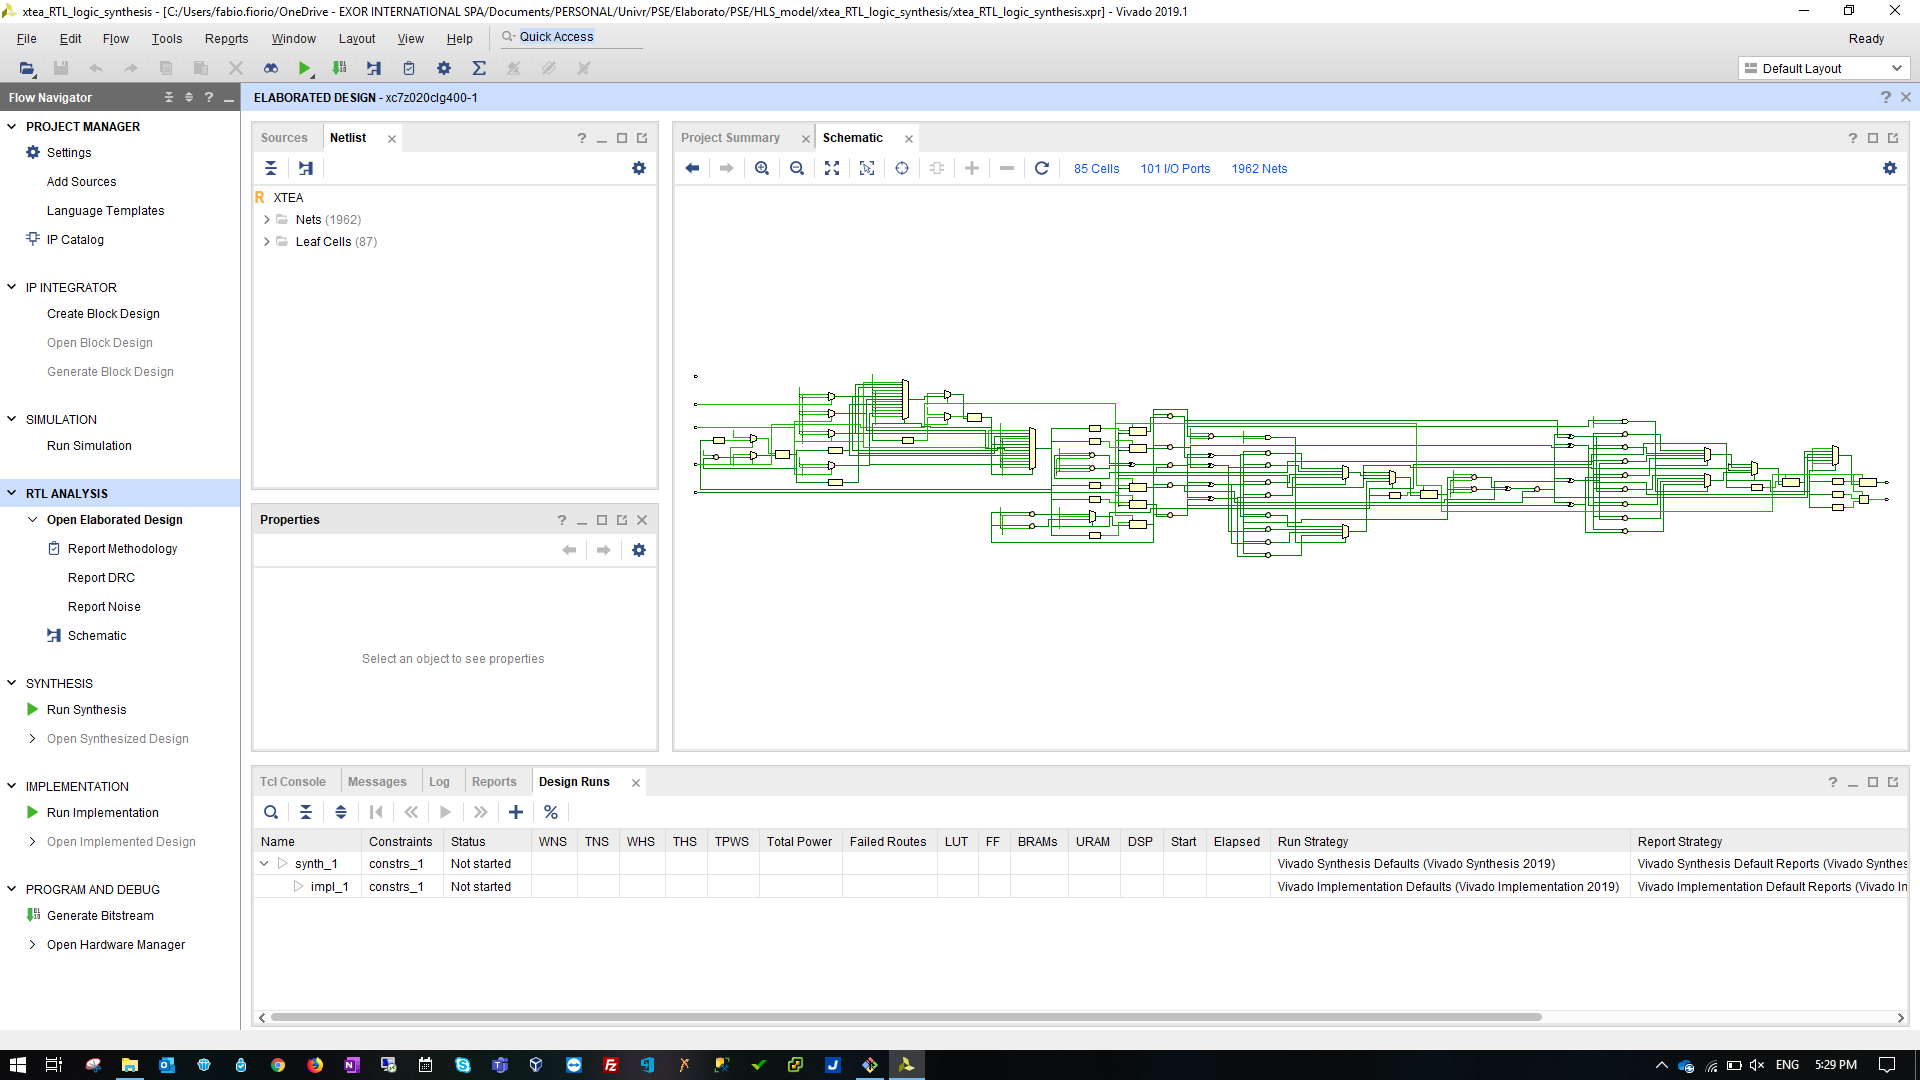 xtea_RTL_logic_synthesis - [C:/Users/fabio.fiorio/OneDrive - EXOR INTERNATIONAL SPA/Documents/PERSONAL/Univr/PSE/Elaborato/PSE/HLS_model/xtea_RTL_logic_synthesis/xtea_RTL_logic_synthesis.xpr] - Vivado 2019.1
File Edit Flow Tools Reports Window Layout View Help Quick Access Ready
Default Layout
Flow Navigator
ELABORATED DESIGN - xc7z020clg400-1
PROJECT MANAGER
Settings
Add Sources
Language Templates
IP Catalog
IP INTEGRATOR
Create Block Design
Open Block Design
Generate Block Design
SIMULATION
Run Simulation
RTL ANALYSIS
Open Elaborated Design
Report Methodology
Report DRC
Report Noise
Schematic
SYNTHESIS
Run Synthesis
Open Synthesized Design
IMPLEMENTATION
Run Implementation
Open Implemented Design
PROGRAM AND DEBUG
Generate Bitstream
Open Hardware Manager
Sources Netlist
XTEA
Nets (1962)
Leaf Cells (87)
Properties
Select an object to see properties
Project Summary Schematic
85 Cells 101 I/O Ports 1962 Nets
Tcl Console Messages Log Reports Design Runs
Name Constraints Status WNS TNS WHS THS TPWS Total Power Failed Routes LUT FF BRAMs URAM DSP Start Elapsed Run Strategy Report Strategy
synth_1 constrs_1 Not started Vivado Synthesis Defaults (Vivado Synthesis 2019) Vivado Synthesis Default Reports (Vivado Synthes
impl_1 constrs_1 Not started Vivado Implementation Defaults (Vivado Implementation 2019) Vivado Implementation Default Reports (Vivado In
ENG 5:29 PM